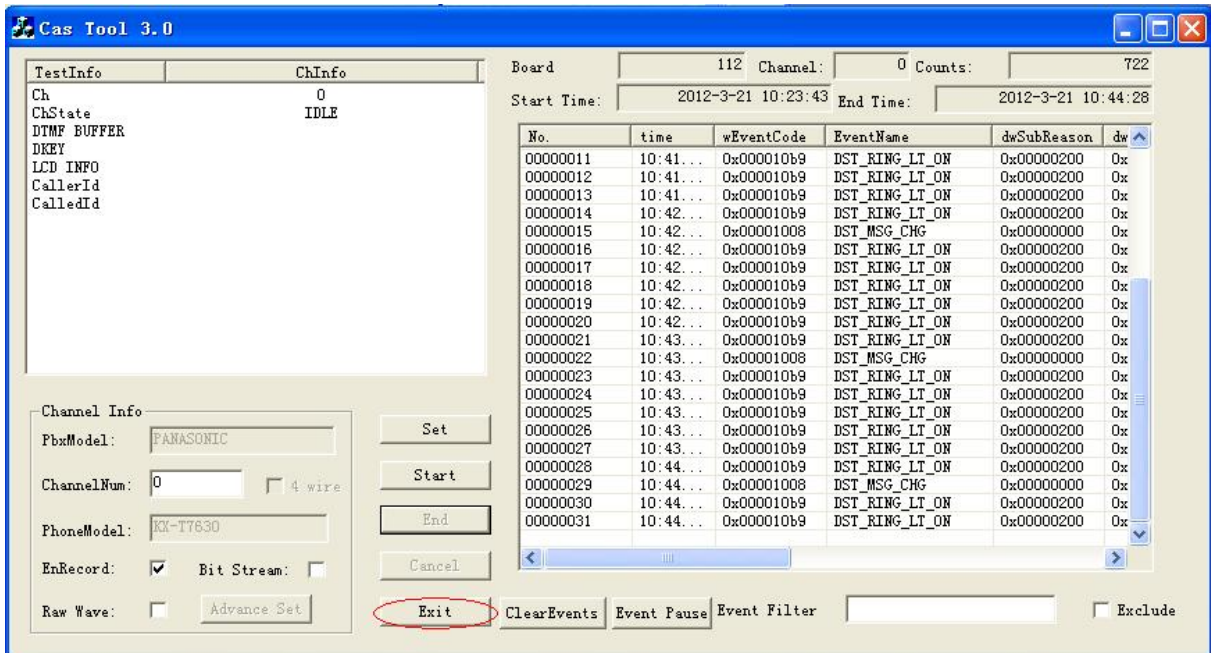 Cas Tool 3.0
TestInfo ChInfo
Ch 0
ChState IDLE
DTMF BUFFER
DKEY
LCD INFO
CallerId
CalledId
Board 112 Channel: 0 Counts: 722
Start Time: 2012-3-21 10:23:43 End Time: 2012-3-21 10:44:28
No. time wEventCode EventName dwSubReason dw
00000011 10:41... 0x000010b9 DST_RING_LT_ON 0x00000200 0x
00000012 10:41... 0x000010b9 DST_RING_LT_ON 0x00000200 0x
00000013 10:41... 0x000010b9 DST_RING_LT_ON 0x00000200 0x
00000014 10:42... 0x000010b9 DST_RING_LT_ON 0x00000200 0x
00000015 10:42... 0x00001008 DST_MSG_CHG 0x00000000 0x
00000016 10:42... 0x000010b9 DST_RING_LT_ON 0x00000200 0x
00000017 10:42... 0x000010b9 DST_RING_LT_ON 0x00000200 0x
00000018 10:42... 0x000010b9 DST_RING_LT_ON 0x00000200 0x
00000019 10:42... 0x000010b9 DST_RING_LT_ON 0x00000200 0x
00000020 10:42... 0x000010b9 DST_RING_LT_ON 0x00000200 0x
00000021 10:43... 0x000010b9 DST_RING_LT_ON 0x00000200 0x
00000022 10:43... 0x00001008 DST_MSG_CHG 0x00000000 0x
00000023 10:43... 0x000010b9 DST_RING_LT_ON 0x00000200 0x
00000024 10:43... 0x000010b9 DST_RING_LT_ON 0x00000200 0x
00000025 10:43... 0x000010b9 DST_RING_LT_ON 0x00000200 0x
00000026 10:43... 0x000010b9 DST_RING_LT_ON 0x00000200 0x
00000027 10:43... 0x000010b9 DST_RING_LT_ON 0x00000200 0x
00000028 10:44... 0x000010b9 DST_RING_LT_ON 0x00000200 0x
00000029 10:44... 0x00001008 DST_MSG_CHG 0x00000000 0x
00000030 10:44... 0x000010b9 DST_RING_LT_ON 0x00000200 0x
00000031 10:44... 0x000010b9 DST_RING_LT_ON 0x00000200 0x
Channel Info
PbxModel: PANASONIC
ChannelNum: 0 4 wire
PhoneModel: KX-T7630
EnRecord: Bit Stream:
Raw Wave: Advance Set
Set
Start
End
Cancel
Exit
ClearEvents Event Pause Event Filter Exclude